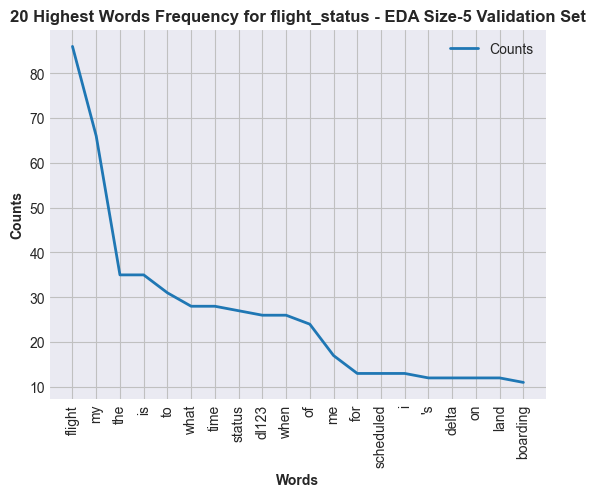 20 Highest Words Frequency for flight_status - EDA Size-5 Validation Set
Counts
80
70
60
50
40
30
20
10
Counts
flight
my
the
is
to
what
time
status
dl123
when
of
me
for
scheduled
i
's
delta
on
land
boarding
Words